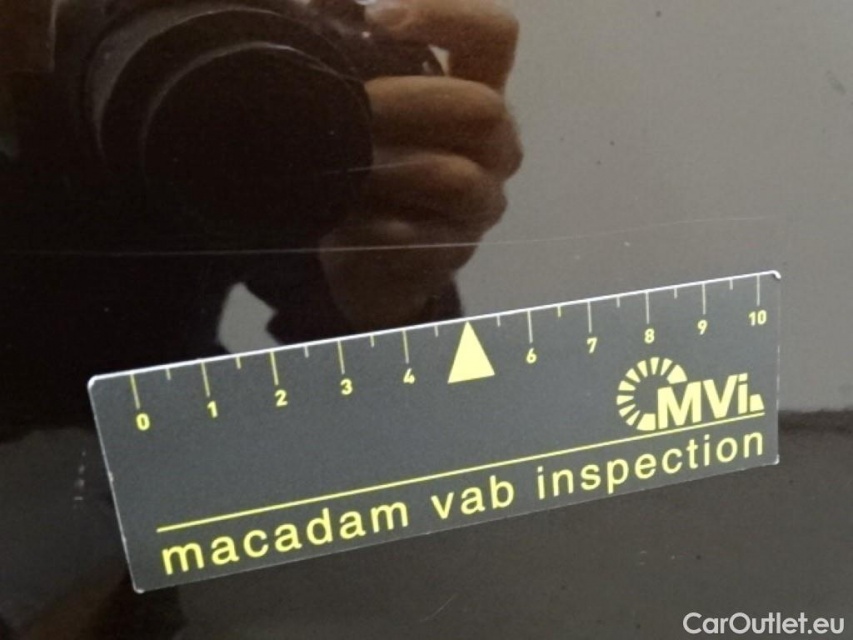 0 1 2 3 4 6 7 8 9 10
MVi
macadam vab inspection
CarOutlet.eu